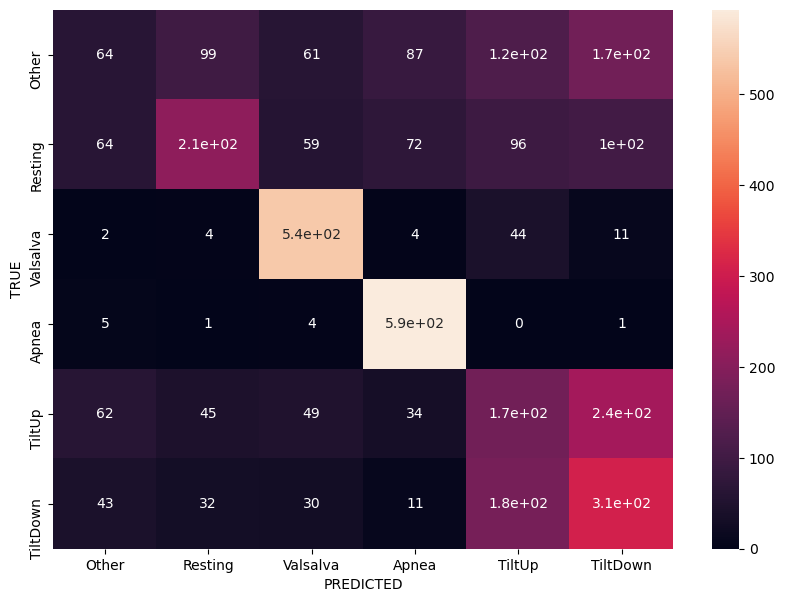 TRUE
Other 64 99 61 87 1.2e+02 1.7e+02
Resting 64 2.1e+02 59 72 96 1e+02
Valsalva 2 4 5.4e+02 4 44 11
Apnea 5 1 4 5.9e+02 0 1
TiltUp 62 45 49 34 1.7e+02 2.4e+02
TiltDown 43 32 30 11 1.8e+02 3.1e+02
Other Resting Valsalva Apnea TiltUp TiltDown
PREDICTED
500
400
300
200
100
0